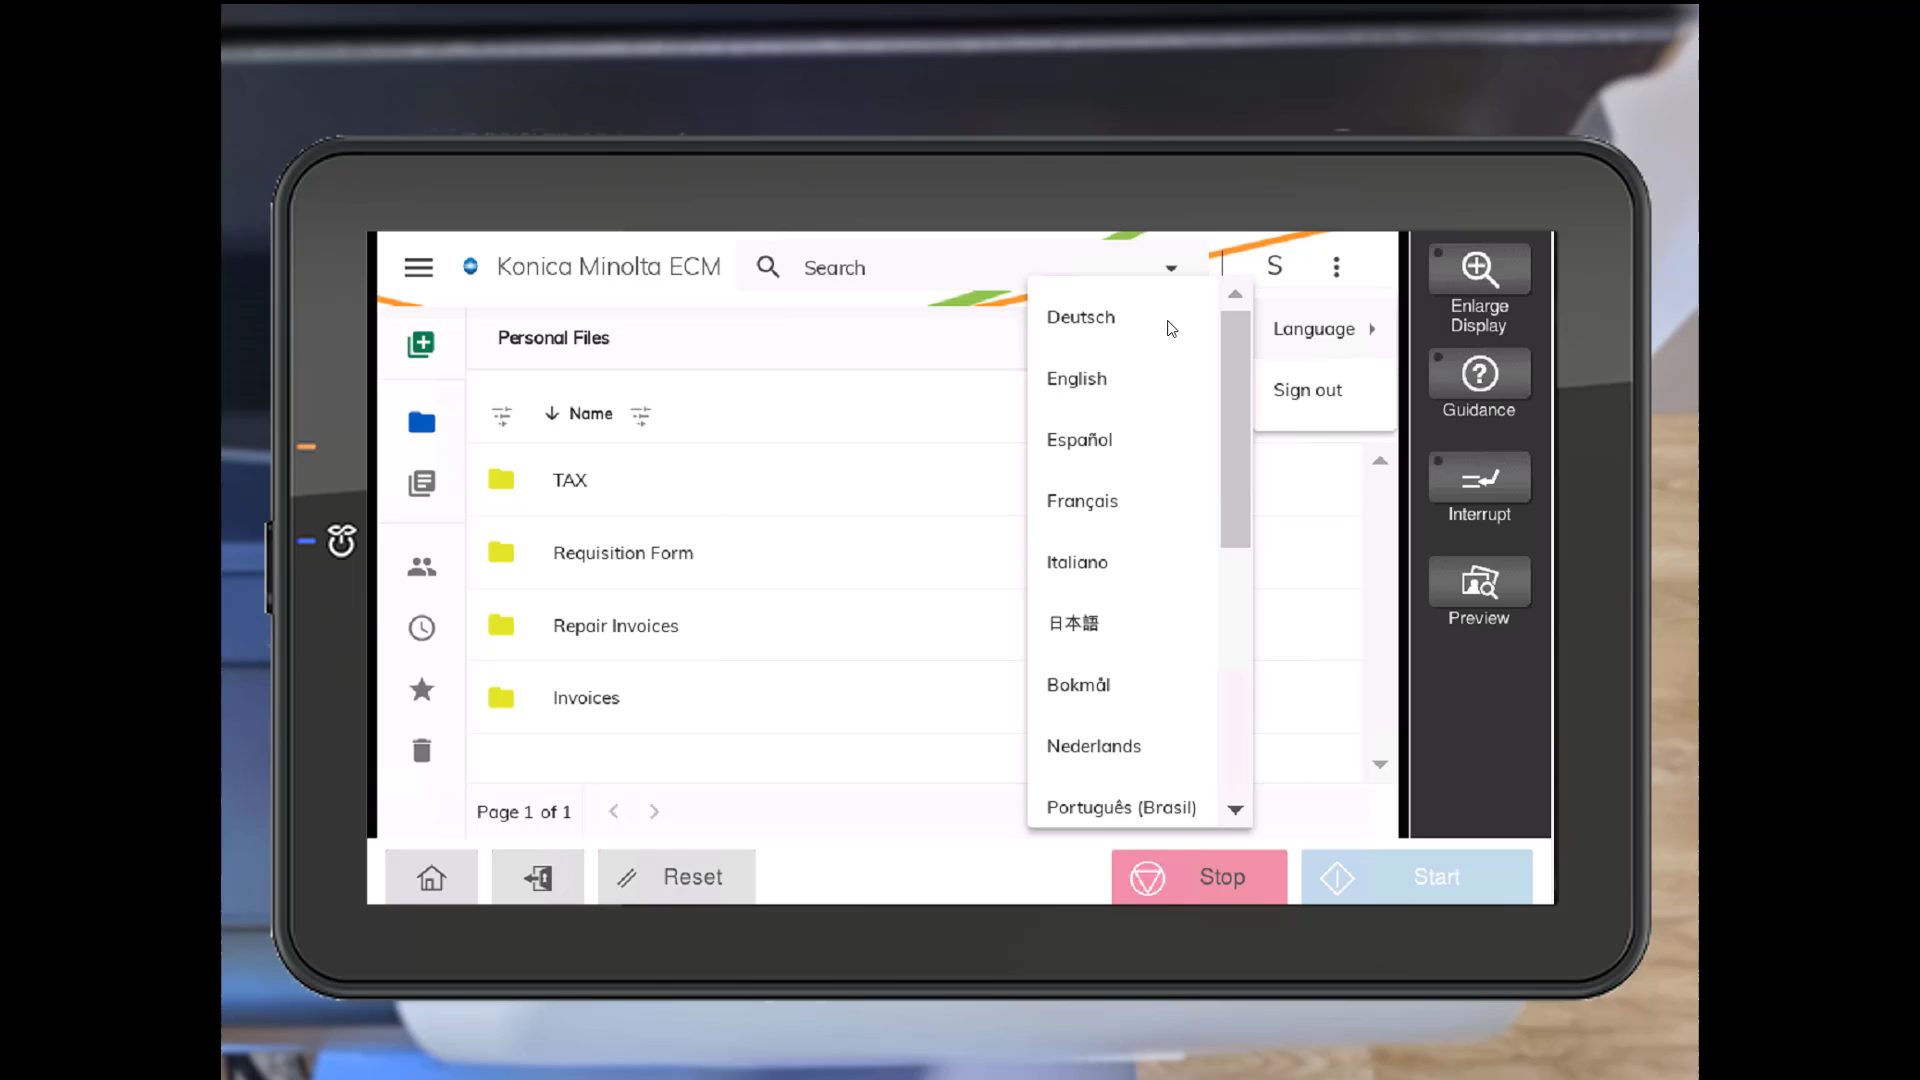 Konica Minolta ECM
Search
S
Personal Files
Name
TAX
Requisition Form
Repair Invoices
Invoices
Page 1 of 1
Deutsch
English
Español
Français
Italiano
日本語
Bokmål
Nederlands
Português (Brasil)
Language
Sign out
Enlarge
Display
Guidance
Interrupt
Preview
Reset
Stop
Start